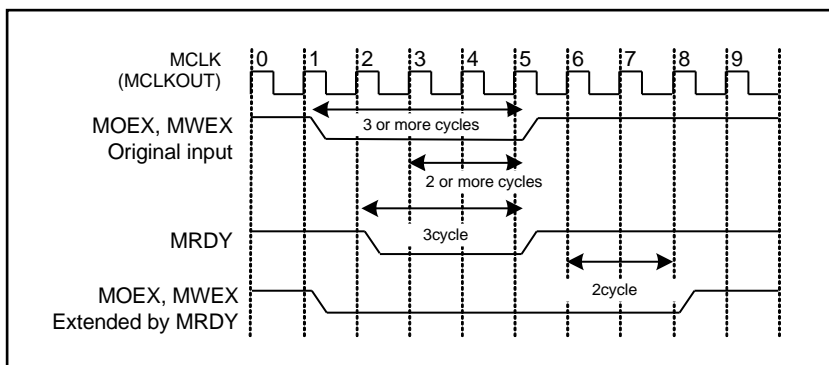 MCLK
(MCLKOUT)
0 1 2 3 4 5 6 7 8 9
MOEX, MWEX
Original input
3 or more cycles
2 or more cycles
MRDY
3cycle
2cycle
MOEX, MWEX
Extended by MRDY